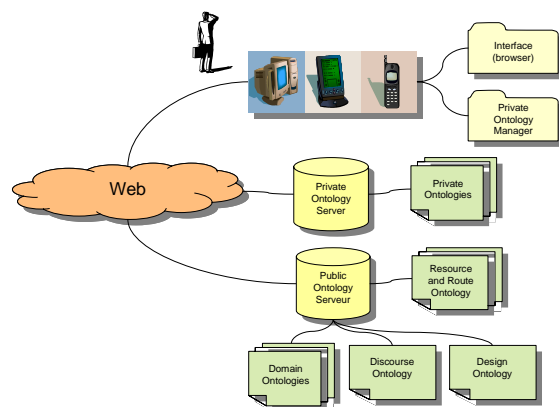 Interface
(browser)
Private
Ontology
Manager
Web
Private
Ontology
Server
Private
Ontologies
Public
Ontology
Serveur
Resource
and Route
Ontology
Domain
Ontologies
Discourse
Ontology
Design
Ontology